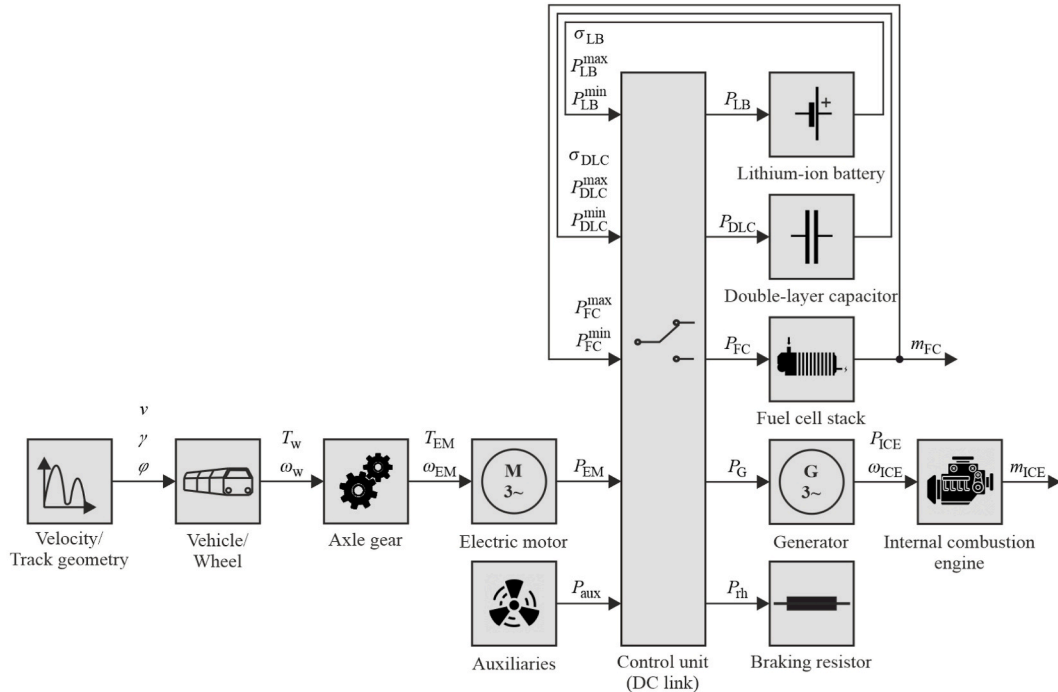 σLB
PLBmax
PLBmin
PLB
+
Lithium-ion battery
σDLC
PDLCmax
PDLCmin
PDLC
Double-layer capacitor
PFCmax
PFCmin
PFC
mFC
Fuel cell stack
v
γ
φ
Tw
ωw
TEM
ωEM
M
3~
PEM
PG
G
3~
PICE
ωICE
mICE
Velocity/
Track geometry
Vehicle/
Wheel
Axle gear
Electric motor
Generator
Internal combustion
engine
Paux
Prh
Auxiliaries
Control unit
(DC link)
Braking resistor